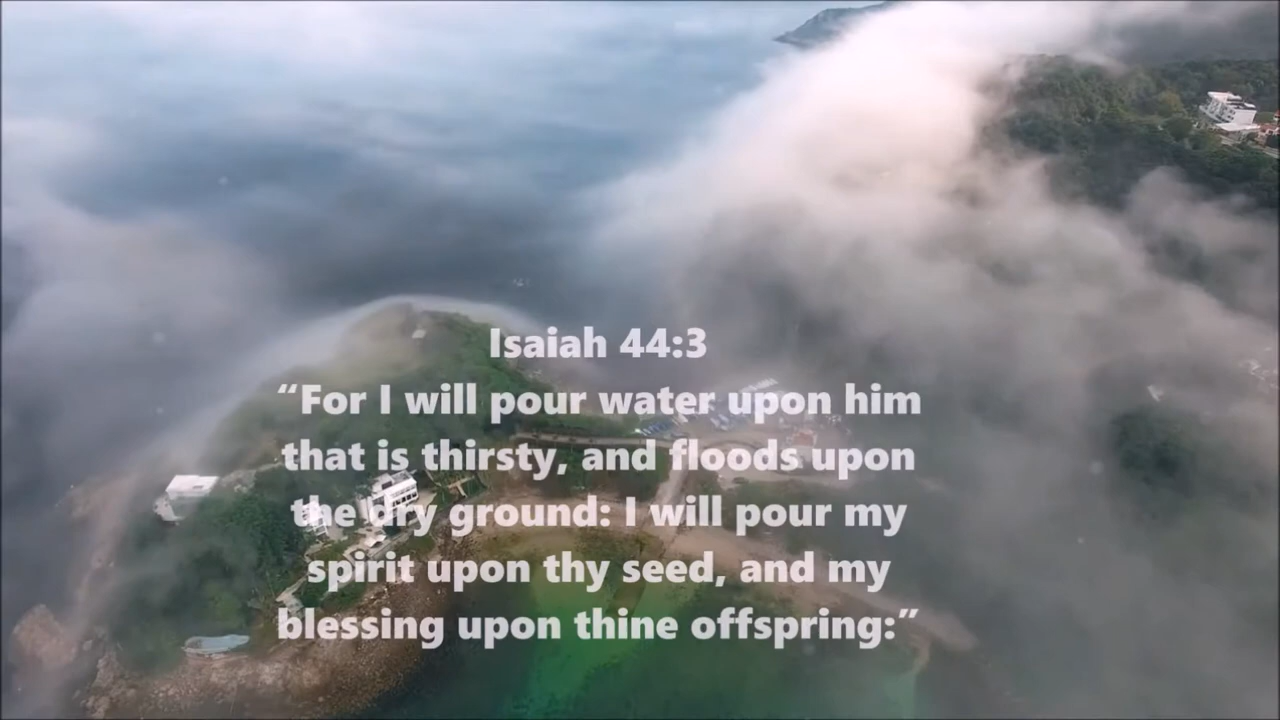 Isaiah 44:3
“For I will pour water upon him
that is thirsty, and floods upon
the dry ground: I will pour my
spirit upon thy seed, and my
blessing upon thine offspring:”